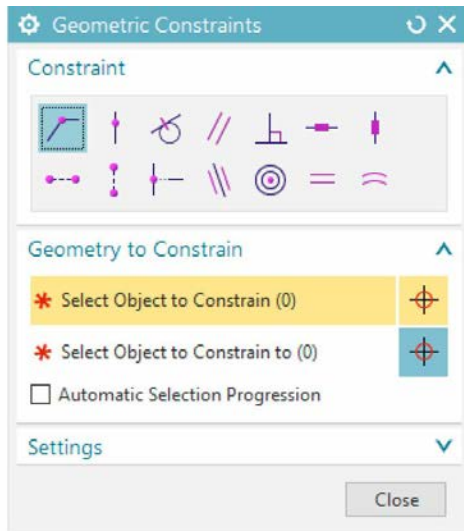 Geometric Constraints
Constraint
Geometry to Constrain
Select Object to Constrain (0)
Select Object to Constrain to (0)
Automatic Selection Progression
Settings
Close